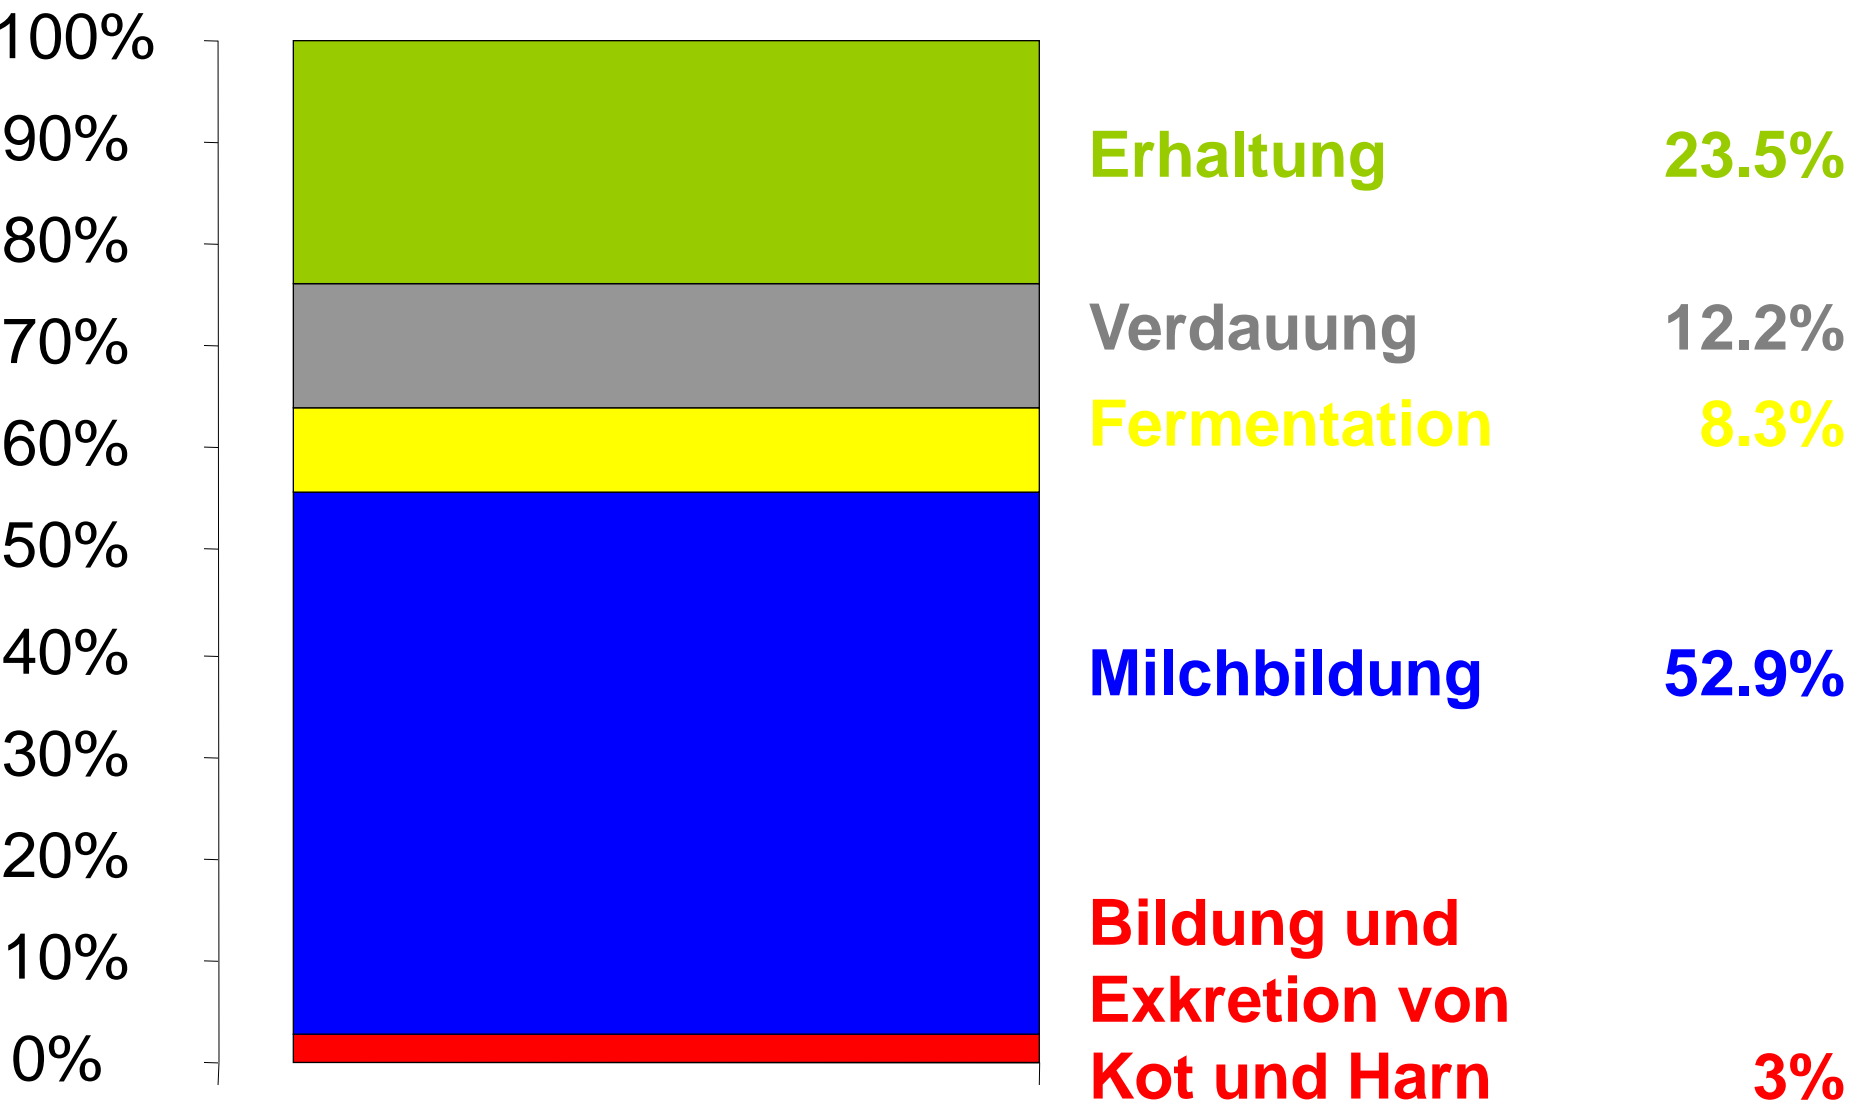 100%
90%
Erhaltung 23.5%
80%
70%
Verdauung 12.2%
60%
Fermentation 8.3%
50%
40%
Milchbildung 52.9%
30%
20%
10%
0%
Bildung und
Exkretion von
Kot und Harn 3%